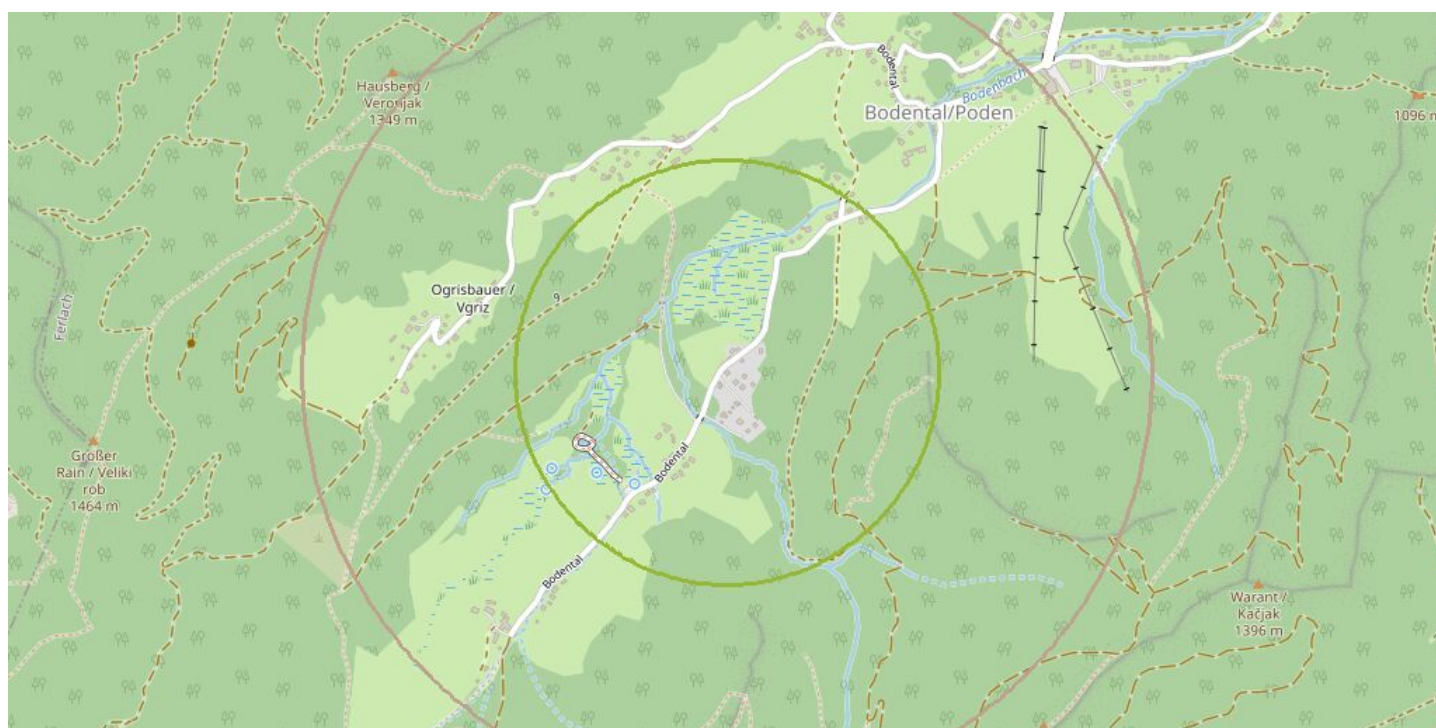 Bodental
Hausberg /
Verorijak
1349 m
Bodenbach
Bodental/Poden
1096 m
Ogrisbauer /
Vgriz
9
Ferlach
Großer
Rain / Veliki
rob
1464 m
Bodental
Bodental
Warant /
Kačjak
1396 m